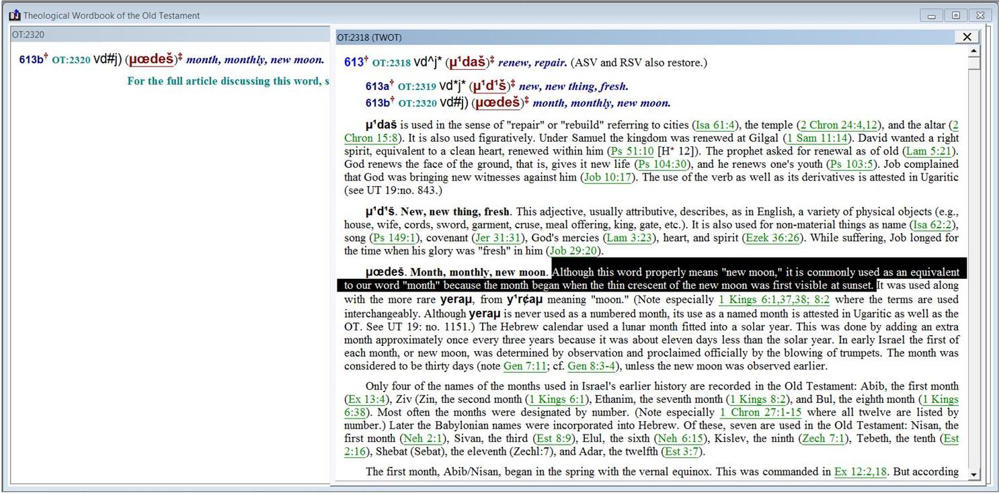 Theological Wordbook of the Old Testament
OT:2320
613b† OT:2320 vd#j) (µœdeš)‡ month, monthly, new moon.
For the full article discussing this word, s
OT:2318 (TWOT)
613† OT:2318 vd^j* (µ¹daš)‡ renew, repair. (ASV and RSV also restore.)
613a† OT:2319 vd*j* (µ¹d¹š)‡ new, new thing, fresh.
613b† OT:2320 vd#j) (µœdeš)‡ month, monthly, new moon.
µ¹daš is used in the sense of "repair" or "rebuild" referring to cities (Isa 61:4), the temple (2 Chron 24:4,12), and the altar (2
Chron 15:8). It is also used figuratively. Under Samuel the kingdom was renewed at Gilgal (1 Sam 11:14). David wanted a right
spirit, equivalent to a clean heart, renewed within him (Ps 51:10 [H* 12]). The prophet asked for renewal as of old (Lam 5:21).
God renews the face of the ground, that is, gives it new life (Ps 104:30), and he renews one's youth (Ps 103:5). Job complained
that God was bringing new witnesses against him (Job 10:17). The use of the verb as well as its derivatives is attested in Ugaritic
(see UT 19:no. 843.)
µ¹d¹š. New, new thing, fresh. This adjective, usually attributive, describes, as in English, a variety of physical objects (e.g.,
house, wife, cords, sword, garment, cruse, meal offering, king, gate, etc.). It is also used for non-material things as name (Isa 62:2),
song (Ps 149:1), covenant (Jer 31:31), God's mercies (Lam 3:23), heart, and spirit (Ezek 36:26). While suffering, Job longed for
the time when his glory was "fresh" in him (Job 29:20).
µœdeš. Month, monthly, new moon. Although this word properly means "new moon," it is commonly used as an equivalent
to our word "month" because the month began when the thin crescent of the new moon was first visible at sunset. It was used along
with the more rare yeraµ, from y¹r¢aµ meaning "moon." (Note especially 1 Kings 6:1,37,38; 8:2 where the terms are used
interchangeably. Although yeraµ is never used as a numbered month, its use as a named month is attested in Ugaritic as well as the
OT. See UT 19: no. 1151.) The Hebrew calendar used a lunar month fitted into a solar year. This was done by adding an extra
month approximately once every three years because it was about eleven days less than the solar year. In early Israel the first of
each month, or new moon, was determined by observation and proclaimed officially by the blowing of trumpets. The month was
considered to be thirty days (note Gen 7:11; cf. Gen 8:3-4), unless the new moon was observed earlier.
Only four of the names of the months used in Israel's earlier history are recorded in the Old Testament: Abib, the first month
(Ex 13:4), Ziv (Zin, the second month (1 Kings 6:1), Ethanim, the seventh month (1 Kings 8:2), and Bul, the eighth month (1 Kings
6:38). Most often the months were designated by number. (Note especially 1 Chron 27:1-15 where all twelve are listed by
number.) Later the Babylonian names were incorporated into Hebrew. Of these, seven are used in the Old Testament: Nisan, the
first month (Neh 2:1), Sivan, the third (Est 8:9), Elul, the sixth (Neh 6:15), Kislev, the ninth (Zech 7:1), Tebeth, the tenth (Est
2:16), Shebat (Sebat), the eleventh (Zechl:7), and Adar, the twelfth (Est 3:7).
The first month, Abib/Nisan, began in the spring with the vernal equinox. This was commanded in Ex 12:2,18. But according